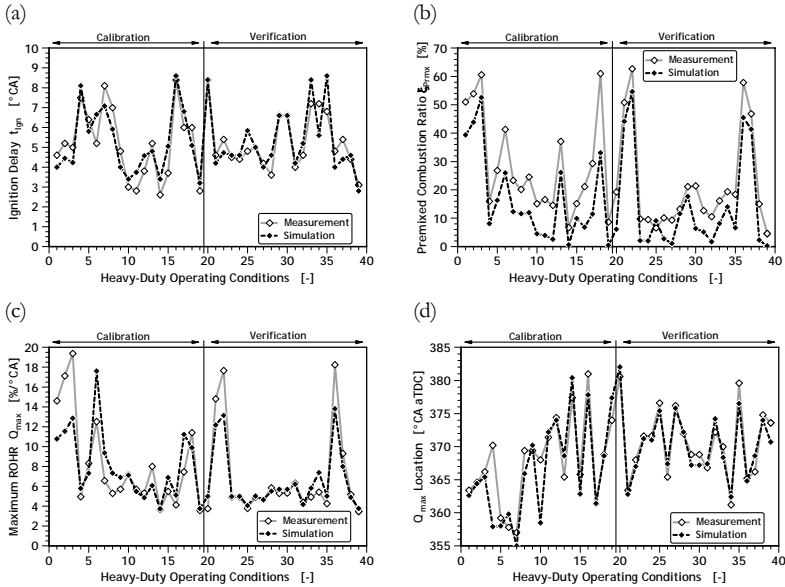 (a)
Calibration
Verification
10
9
8
7
6
5
4
3
2
1
0
Ignition Delay t_Ign [°CA]
Measurement
Simulation
0 5 10 15 20 25 30 35 40
Heavy-Duty Operating Conditions [-]
(b)
Calibration
Verification
70
60
50
40
30
20
10
0
Premixed Combustion Ratio ξ_Prmx [%]
Measurement
Simulation
0 5 10 15 20 25 30 35 40
Heavy-Duty Operating Conditions [-]
(c)
Calibration
Verification
20
18
16
14
12
10
8
6
4
2
0
Maximum ROHR Q_max [%/°CA]
Measurement
Simulation
0 5 10 15 20 25 30 35 40
Heavy-Duty Operating Conditions [-]
(d)
Calibration
Verification
385
380
375
370
365
360
355
Q_max Location [°CA aTDC]
Measurement
Simulation
0 5 10 15 20 25 30 35 40
Heavy-Duty Operating Conditions [-]